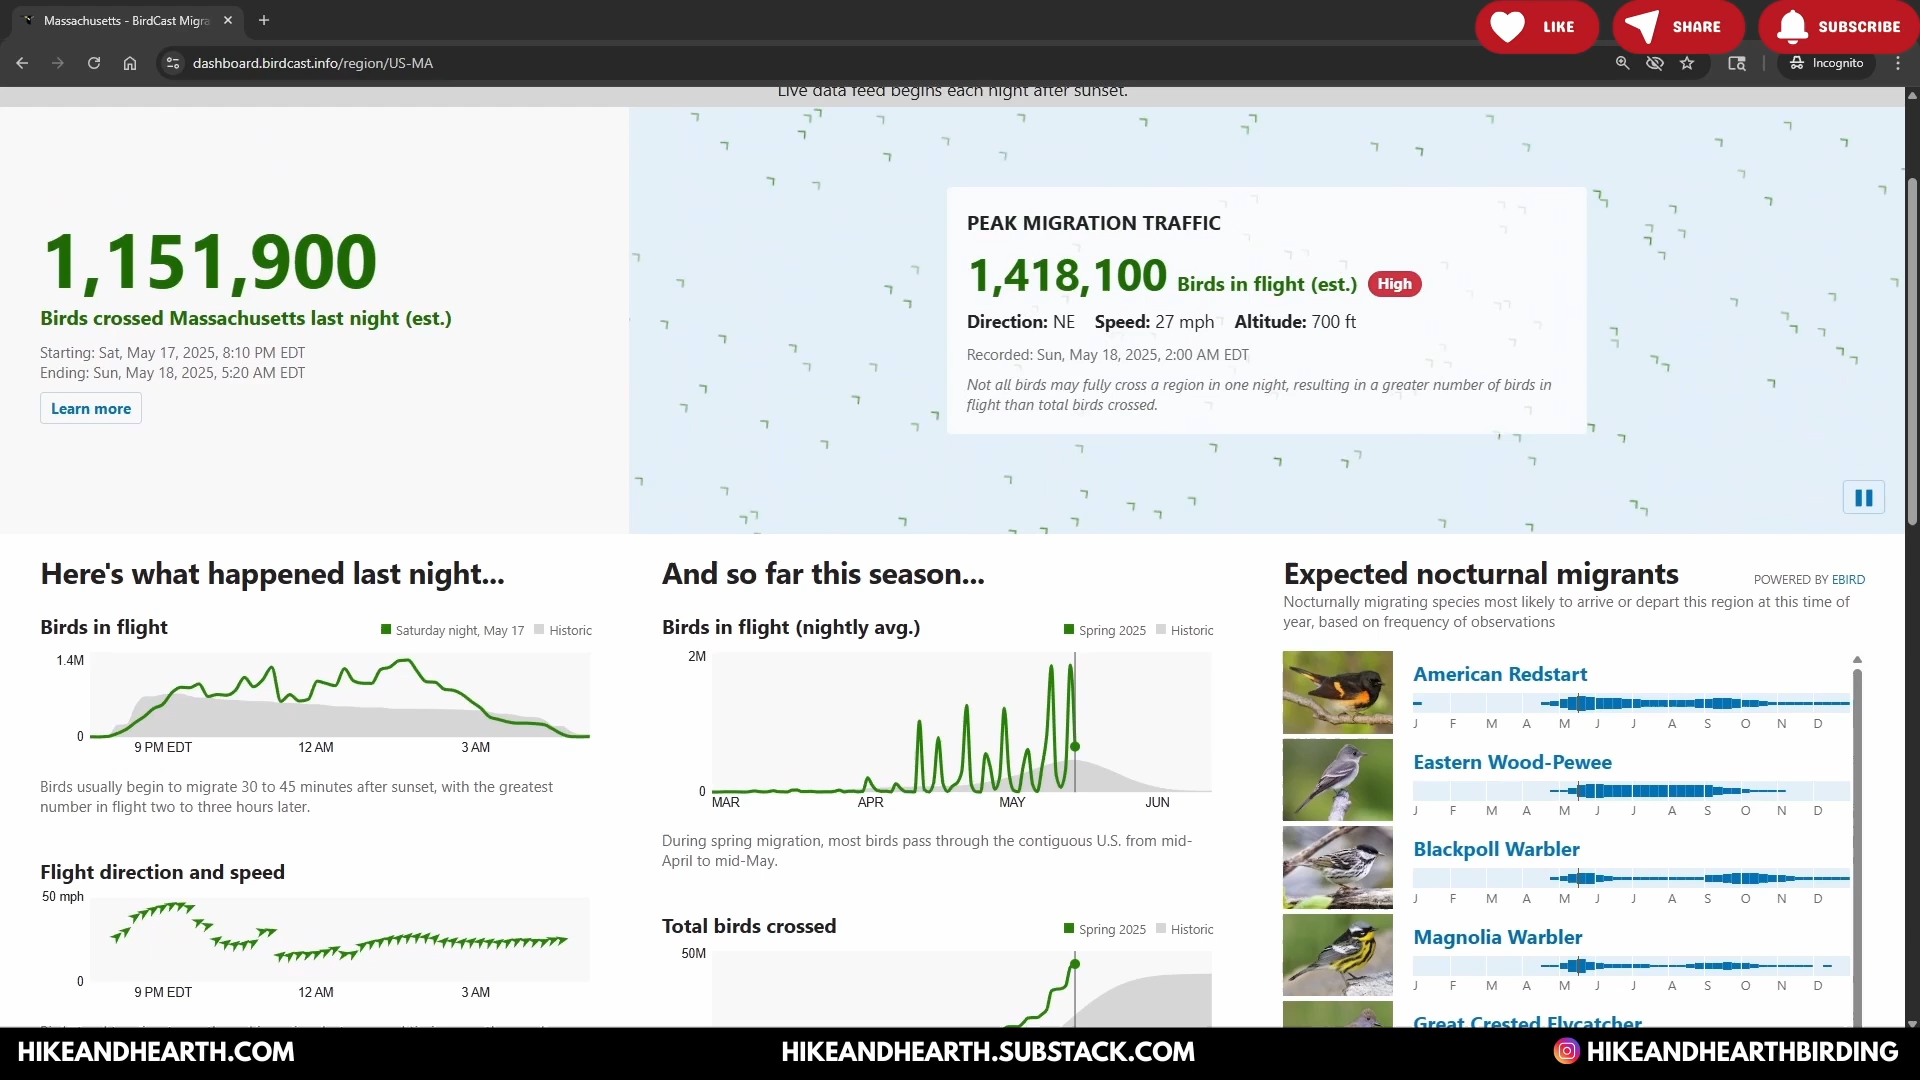 Massachusetts - BirdCast Migra
LIKE
SHARE
SUBSCRIBE
dashboard.birdcast.info/region/US-MA
Incognito
Live data feed begins each night after sunset.
1,151,900
Birds crossed Massachusetts last night (est.)
Starting: Sat, May 17, 2025, 8:10 PM EDT
Ending: Sun, May 18, 2025, 5:20 AM EDT
Learn more
PEAK MIGRATION TRAFFIC
1,418,100 Birds in flight (est.) High
Direction: NE Speed: 27 mph Altitude: 700 ft
Recorded: Sun, May 18, 2025, 2:00 AM EDT
Not all birds may fully cross a region in one night, resulting in a greater number of birds in
flight than total birds crossed.
Here's what happened last night...
Birds in flight
Saturday night, May 17 Historic
1.4M
0
9 PM EDT 12 AM 3 AM
Birds usually begin to migrate 30 to 45 minutes after sunset, with the greatest
number in flight two to three hours later.
Flight direction and speed
50 mph
0
9 PM EDT 12 AM 3 AM
And so far this season...
Birds in flight (nightly avg.)
Spring 2025 Historic
2M
0
MAR APR MAY JUN
During spring migration, most birds pass through the contiguous U.S. from mid-
April to mid-May.
Total birds crossed
Spring 2025 Historic
50M
Expected nocturnal migrants
POWERED BY EBIRD
Nocturnally migrating species most likely to arrive or depart this region at this time of
year, based on frequency of observations
American Redstart
J F M A M J J A S O N D
Eastern Wood-Pewee
J F M A M J J A S O N D
Blackpoll Warbler
J F M A M J J A S O N D
Magnolia Warbler
J F M A M J J A S O N D
Great Crested Flycatcher
HIKEANDHEARTH.COM
HIKEANDHEARTH.SUBSTACK.COM
HIKEANDHEARTHBIRDING